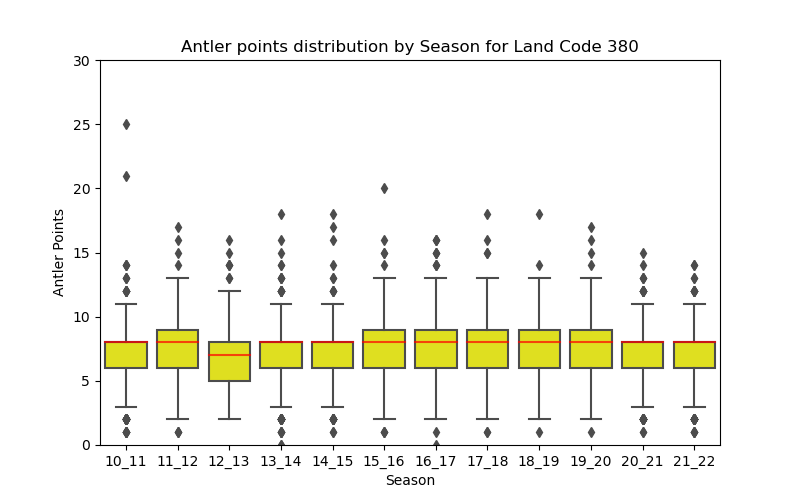 Antler points distribution by Season for Land Code 380
30
25
20
15
10
5
0
Antler Points
10_11 11_12 12_13 13_14 14_15 15_16 16_17 17_18 18_19 19_20 20_21 21_22
Season